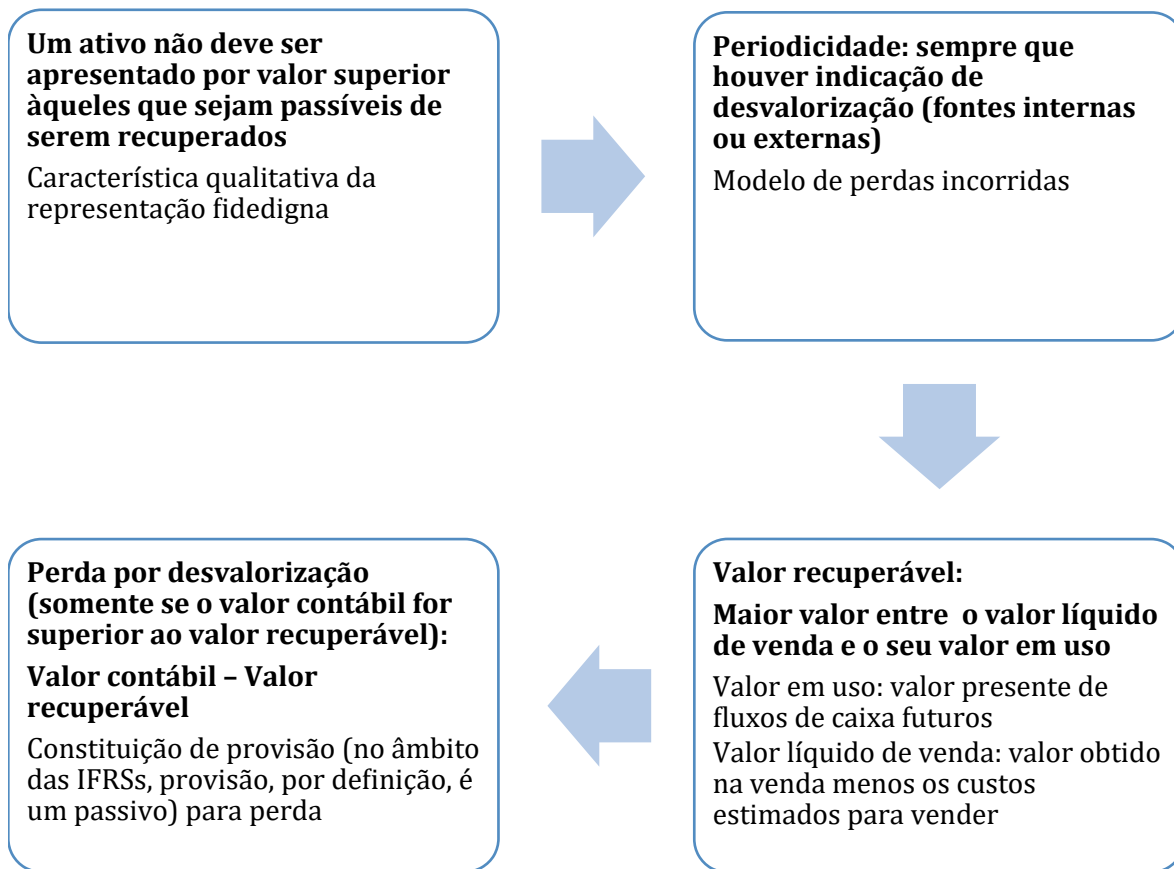 Um ativo não deve ser
apresentado por valor superior
àqueles que sejam passíveis de
serem recuperados
Característica qualitativa da
representação fidedigna
Periodicidade: sempre que
houver indicação de
desvalorização (fontes internas
ou externas)
Modelo de perdas incorridas
Valor recuperável:
Maior valor entre o valor líquido
de venda e o seu valor em uso
Valor em uso: valor presente de
fluxos de caixa futuros
Valor líquido de venda: valor obtido
na venda menos os custos
estimados para vender
Perda por desvalorização
(somente se o valor contábil for
superior ao valor recuperável):
Valor contábil – Valor
recuperável
Constituição de provisão (no âmbito
das IFRSs, provisão, por definição, é
um passivo) para perda